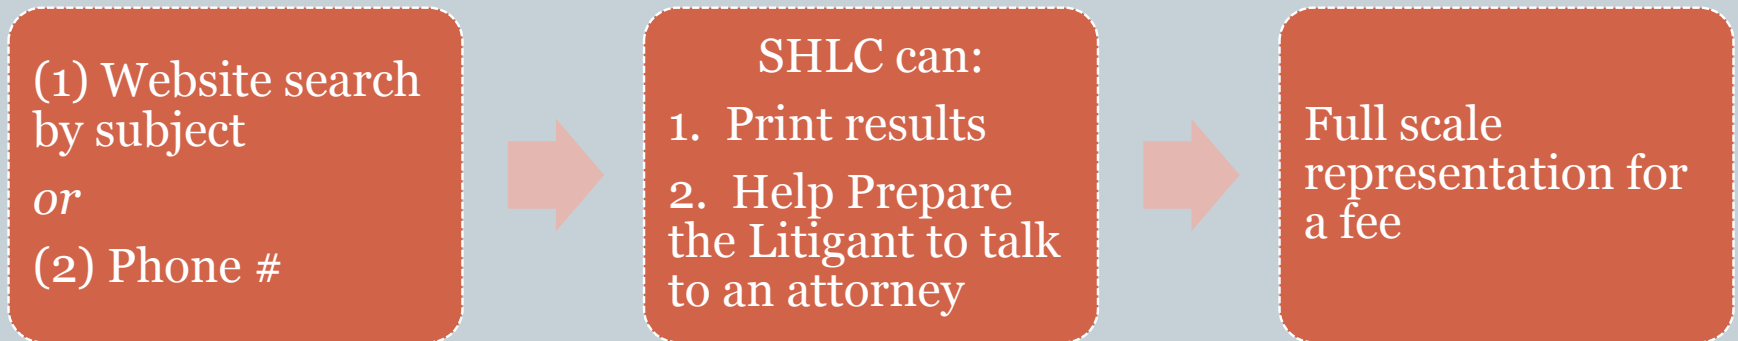 (1) Website search
by subject
or
(2) Phone #
SHLC can:
1. Print results
2. Help Prepare
the Litigant to talk
to an attorney
Full scale
representation for
a fee